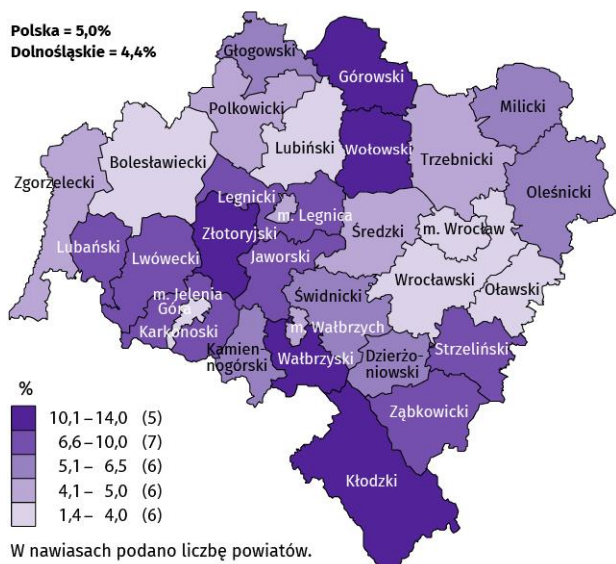 Polska = 5,0%
Dolnośląskie = 4,4%
Głogowski
Górowski
Milicki
Polkowicki
Lubiński
Wołowski
Trzebnicki
Bolesławiecki
Zgorzelecki
Oleśnicki
Legnicki
m. Legnica
Złotoryjski
Średzki
m. Wrocław
Lubański
Lwówecki
Jaworski
Wrocławski
Oławski
m. Jelenia
Góra
Świdnicki
Karkonoski
m. Wałbrzych
Kamien-
nogórski
Wałbrzyski
Dzierżo-
niowski
Strzeliński
Ząbkowicki
Kłodzki
%
10,1 – 14,0 (5)
6,6 – 10,0 (7)
5,1 – 6,5 (6)
4,1 – 5,0 (6)
1,4 – 4,0 (6)
W nawiasach podano liczbę powiatów.